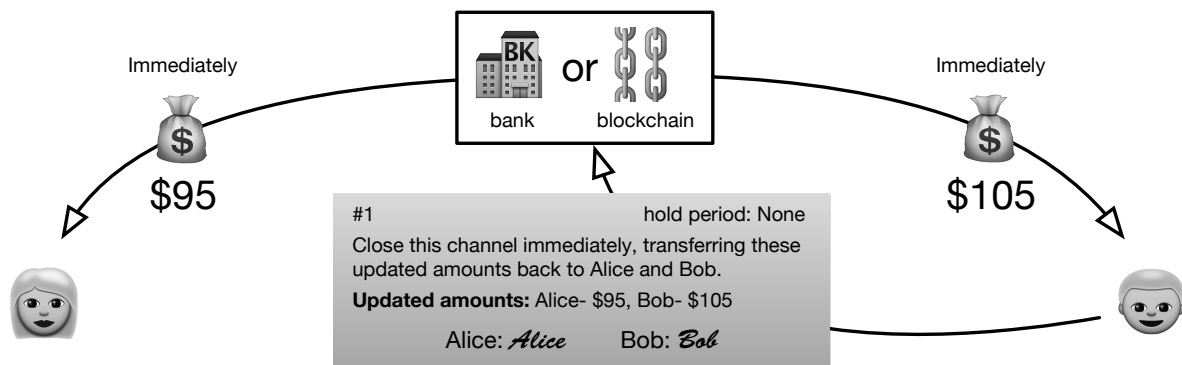 Immediately
$
$95
BK
or
bank
blockchain
Immediately
$
$105
#1
hold period: None
Close this channel immediately, transferring these
updated amounts back to Alice and Bob.
Updated amounts: Alice- $95, Bob- $105
Alice: Alice
Bob: Bob